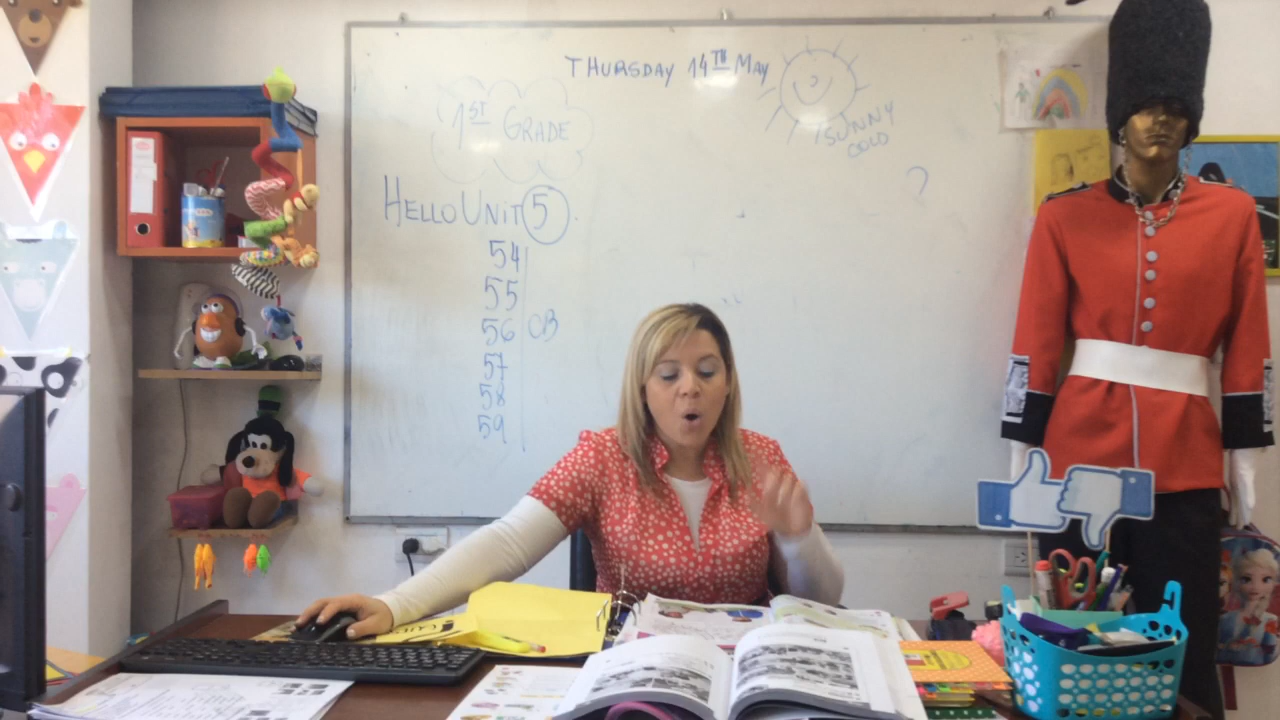 THURSDAY 14TH MAY
1ST GRADE
SUNNY
COLD
?
HELLO UNIT 5
54
55
56 CB
57
58
59